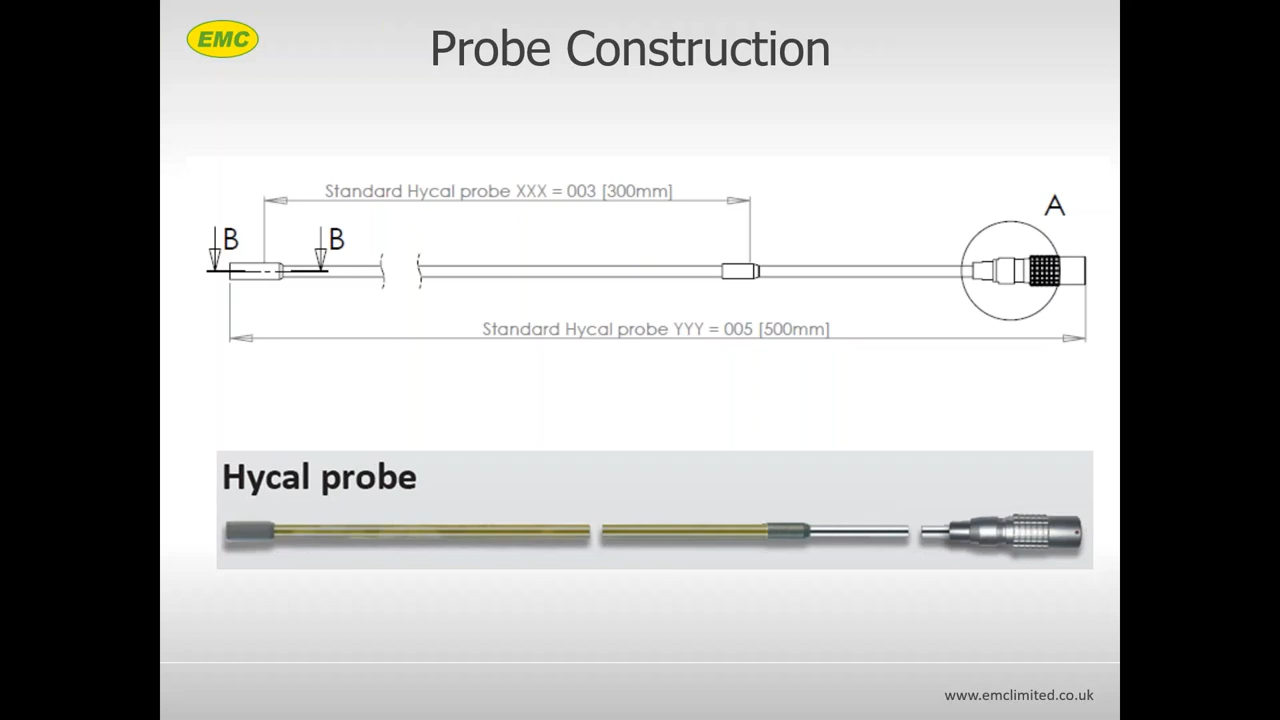 EMC
Probe Construction
Standard Hycal probe XXX = 003 [300mm]
A
B
B
Standard Hycal probe YYY = 005 [500mm]
Hycal probe
www.emclimited.co.uk